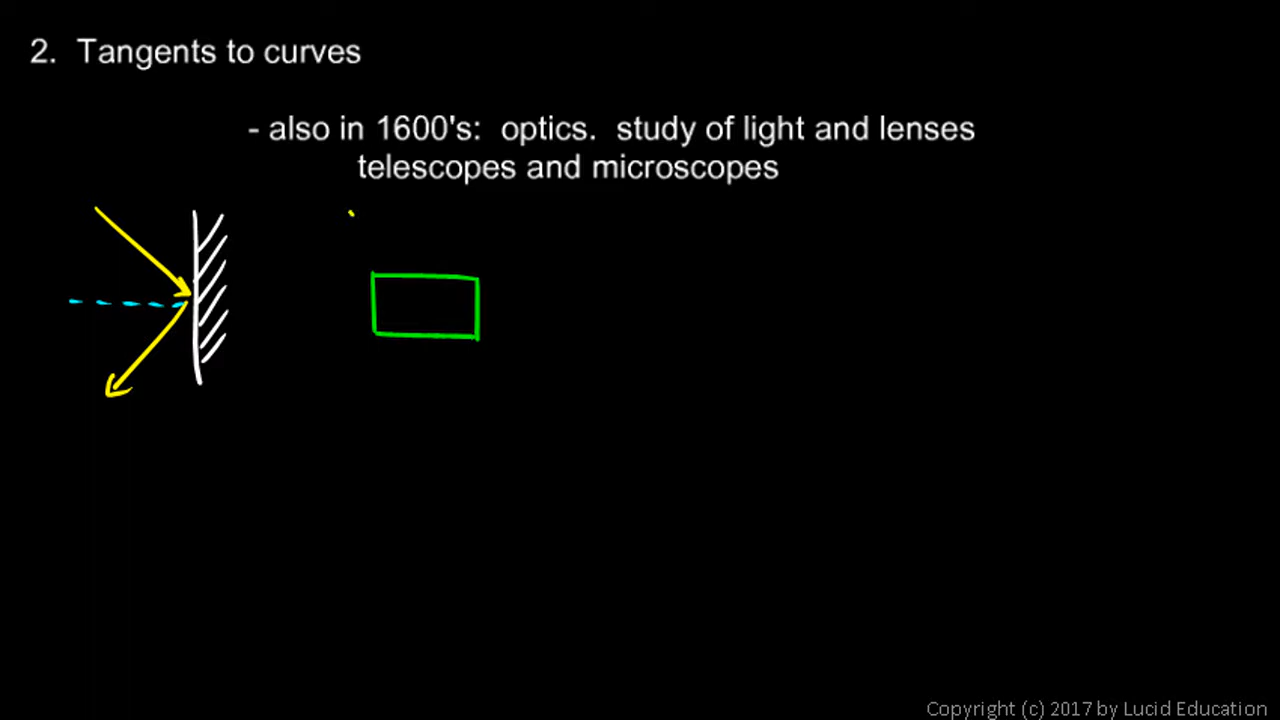 2. Tangents to curves
- also in 1600's: optics. study of light and lenses
telescopes and microscopes
Copyright (c) 2017 by Lucid Education